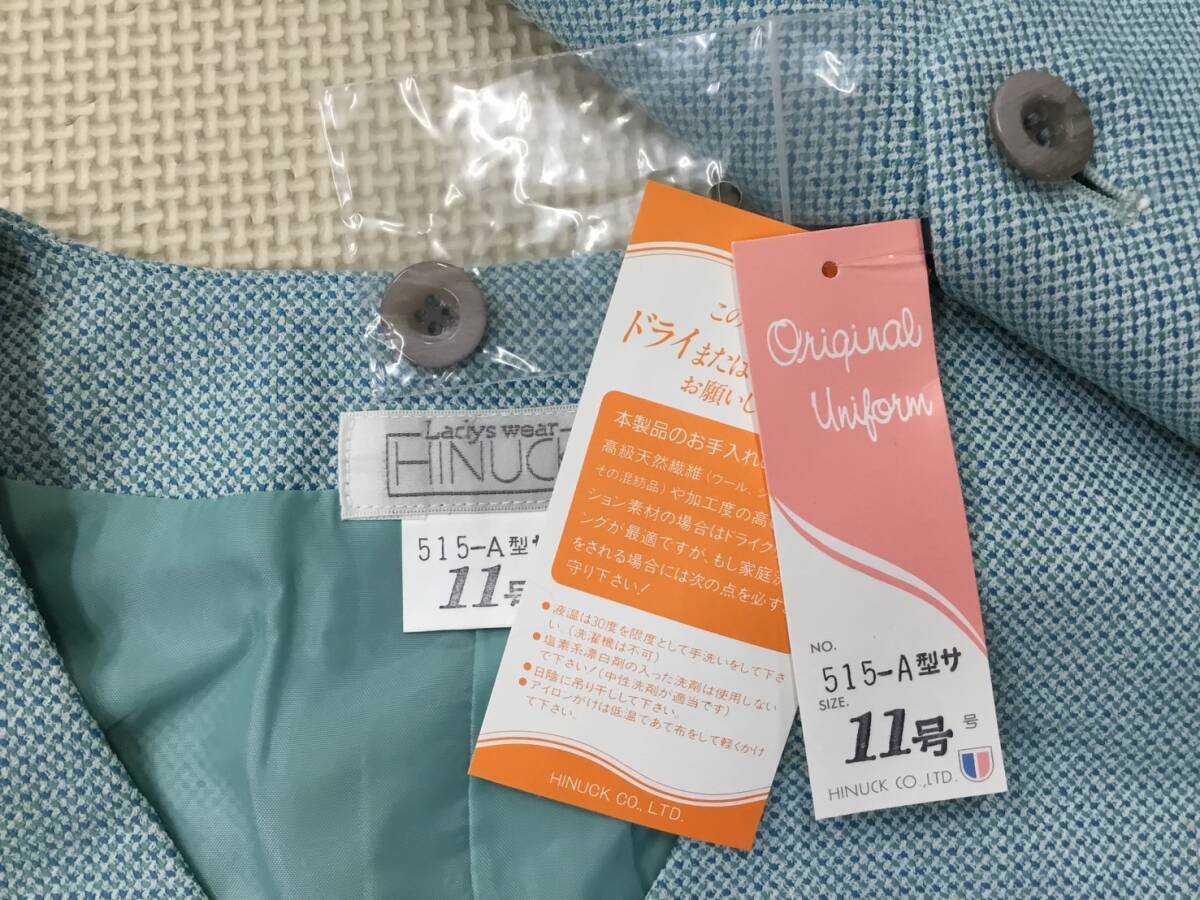 Ladys wear
HINUCK
515-A型サ
11号
この
ドライまたは
お願いし
本製品のお手入れ
高級天然繊維(ウール、シ
その混紡品)や加工度の高
ション素材の場合はドライク
ングが最適ですが、もし家庭洗
をされる場合には次の点を必ず
守り下さい!
●液温は30度を限度として手洗いをして下さ
い。(洗濯機は不可)
●塩素系漂白剤の入った洗剤は使用しない
で下さい!(中性洗剤が適当です)
●日陰に吊り干しして下さい。
●アイロンがけは低温であて布をして軽くかけ
て下さい。
HINUCK CO., LTD.
Original
Uniform
NO.
515-A型サ
SIZE.
11号 号
HINUCK CO.,LTD.